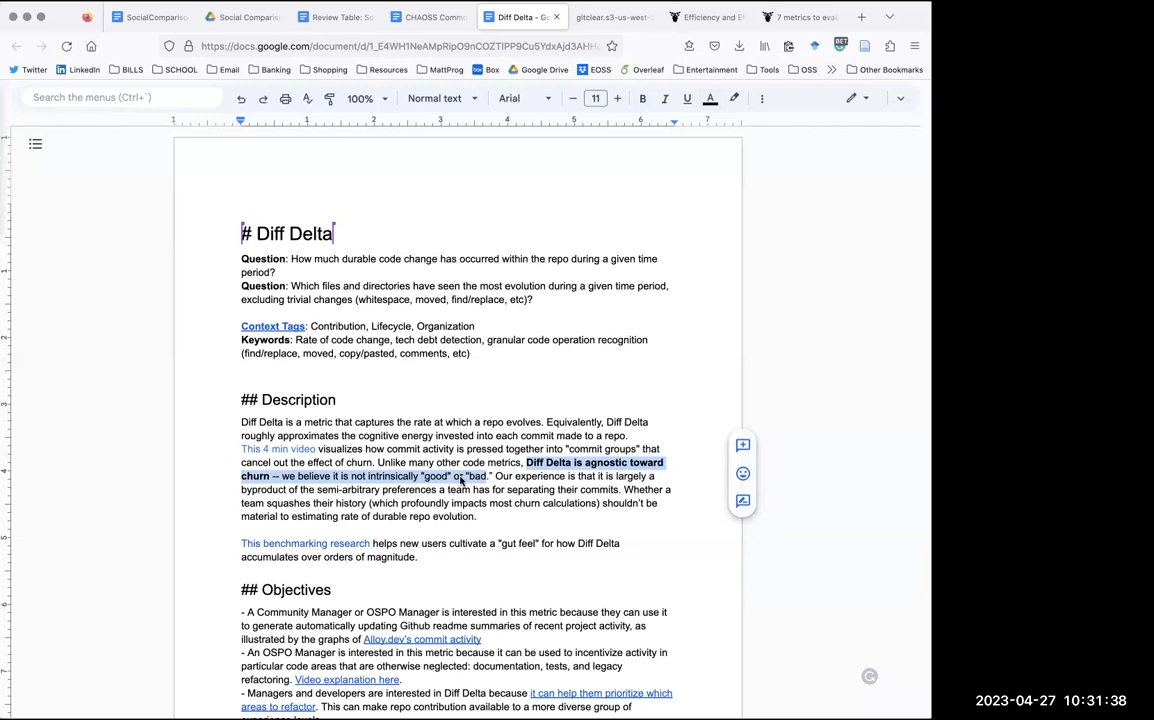 SocialComparis
Social Comparis
Review Table: So
CHAOSS Comm
Diff Delta - Go
gitclear.s3-us-west-
Efficiency and E
7 metrics to eva
https://docs.google.com/document/d/1_E4WH1NeAMpRipO9nCOZTIPP9Cu5YdxAjd3AHH
BET
Twitter
LinkedIn
BILLS
SCHOOL
Email
Banking
Shopping
Resources
MattProg
box Box
Google Drive
EOSS
Overleaf
Entertainment
Tools
OSS
Other Bookmarks
Search the menus (Ctrl+`)
100%
Normal text
Arial
11
B
I
U
A
1 1 2 3 4 5 6 7
# Diff Delta
Question: How much durable code change has occurred within the repo during a given time
period?
Question: Which files and directories have seen the most evolution during a given time period,
excluding trivial changes (whitespace, moved, find/replace, etc)?
Context Tags: Contribution, Lifecycle, Organization
Keywords: Rate of code change, tech debt detection, granular code operation recognition
(find/replace, moved, copy/pasted, comments, etc)
## Description
Diff Delta is a metric that captures the rate at which a repo evolves. Equivalently, Diff Delta
roughly approximates the cognitive energy invested into each commit made to a repo.
This 4 min video visualizes how commit activity is pressed together into "commit groups" that
cancel out the effect of churn. Unlike many other code metrics, Diff Delta is agnostic toward
churn -- we believe it is not intrinsically "good" or "bad." Our experience is that it is largely a
byproduct of the semi-arbitrary preferences a team has for separating their commits. Whether a
team squashes their history (which profoundly impacts most churn calculations) shouldn't be
material to estimating rate of durable repo evolution.
This benchmarking research helps new users cultivate a "gut feel" for how Diff Delta
accumulates over orders of magnitude.
## Objectives
- A Community Manager or OSPO Manager is interested in this metric because they can use it
to generate automatically updating Github readme summaries of recent project activity, as
illustrated by the graphs of Alloy.dev's commit activity
- An OSPO Manager is interested in this metric because it can be used to incentivize activity in
particular code areas that are otherwise neglected: documentation, tests, and legacy
refactoring. Video explanation here.
- Managers and developers are interested in Diff Delta because it can help them prioritize which
areas to refactor. This can make repo contribution available to a more diverse group of
experience levels.
2023-04-27 10:31:38